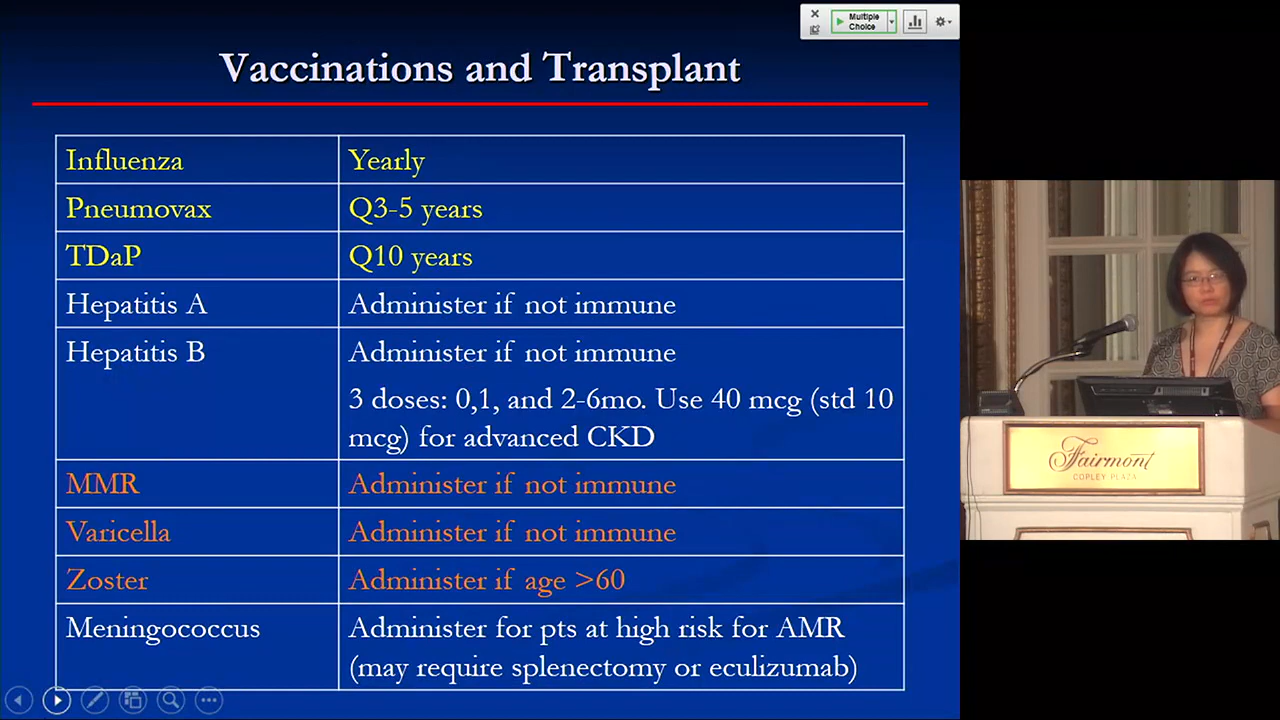 Multiple
Choice
Vaccinations and Transplant
Influenza
Yearly
Pneumovax
Q3-5 years
TDaP
Q10 years
Hepatitis A
Administer if not immune
Hepatitis B
Administer if not immune
3 doses: 0,1, and 2-6mo. Use 40 mcg (std 10
mcg) for advanced CKD
MMR
Administer if not immune
Varicella
Administer if not immune
Zoster
Administer if age >60
Meningococcus
Administer for pts at high risk for AMR
(may require splenectomy or eculizumab)
Fairmont
COPLEY PLAZA